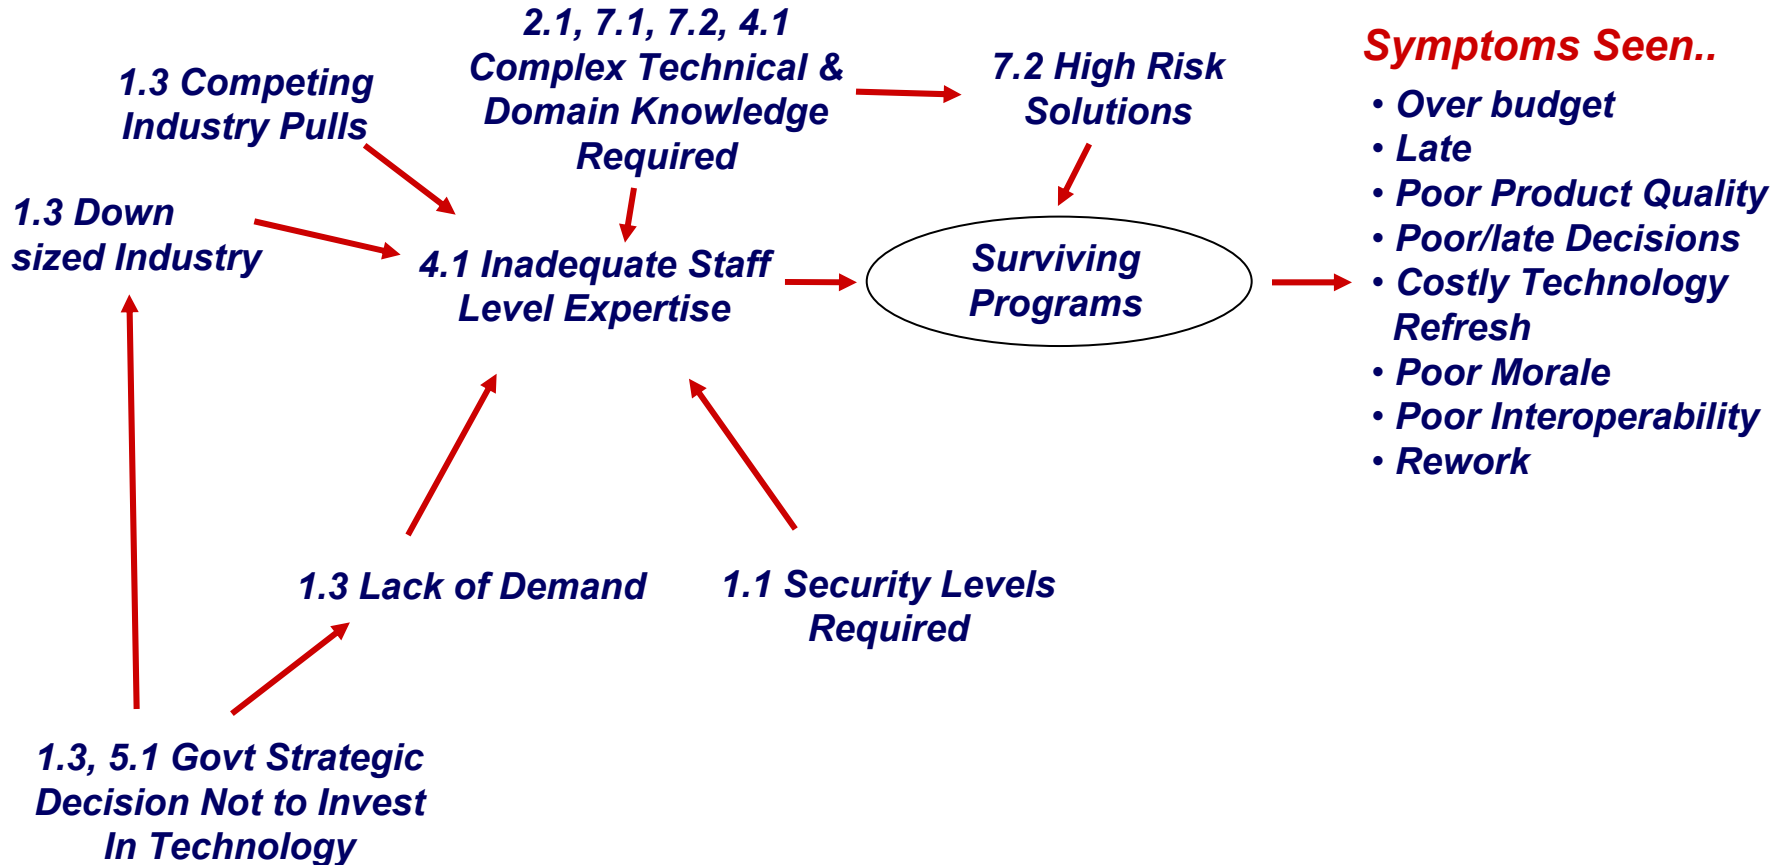 2.1, 7.1, 7.2, 4.1
Complex Technical &
Domain Knowledge
Required
1.3 Competing
Industry Pulls
7.2 High Risk
Solutions
1.3 Down
sized Industry
4.1 Inadequate Staff
Level Expertise
Surviving
Programs
1.3 Lack of Demand
1.1 Security Levels
Required
1.3, 5.1 Govt Strategic
Decision Not to Invest
In Technology
Symptoms Seen..
• Over budget
• Late
• Poor Product Quality
• Poor/late Decisions
• Costly Technology
Refresh
• Poor Morale
• Poor Interoperability
• Rework